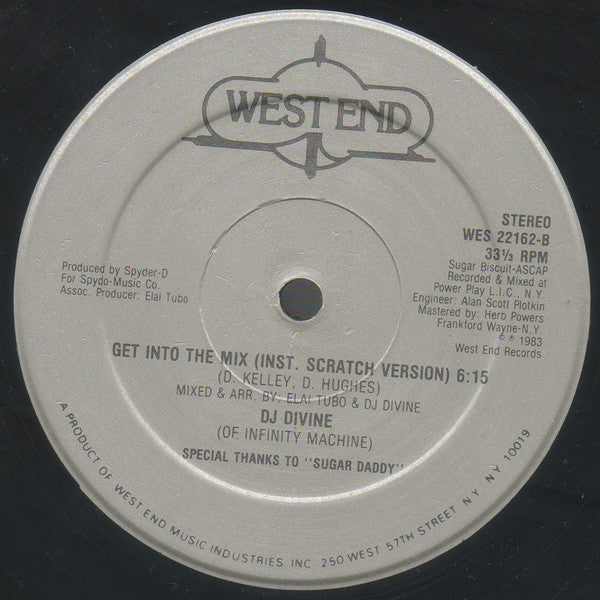 WEST END
STEREO
WES 22162-B
33⅓ RPM
Sugar Biscuit-ASCAP
Recorded & Mixed at
Power Play L.I.C., N.Y.
Engineer: Alan Scott Plotkin
Mastered by: Herb Powers
Frankford Wayne-N.Y.
© ℗ 1983
West End Records
Produced by Spyder-D
For Spydo-Music Co.
Assoc. Producer: Elai Tubo
GET INTO THE MIX (INST. SCRATCH VERSION) 6:15
(D. KELLEY, D. HUGHES)
MIXED & ARR. BY: ELAI TUBO & DJ DIVINE
DJ DIVINE
(OF INFINITY MACHINE)
SPECIAL THANKS TO "SUGAR DADDY"
A PRODUCT OF WEST END MUSIC INDUSTRIES INC 250 WEST 57TH STREET N.Y. NY 10019